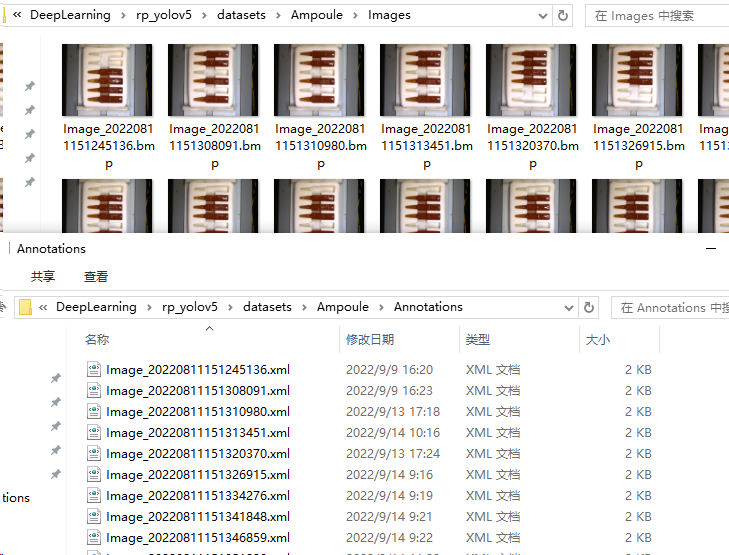 « DeepLearning › rp_yolov5 › datasets › Ampoule › Images
在 Images 中搜索
Image_20220811151245136.bmp
Image_20220811151308091.bmp
Image_20220811151310980.bmp
Image_20220811151313451.bmp
Image_20220811151320370.bmp
Image_20220811151326915.bmp
Annotations
共享 查看
« DeepLearning › rp_yolov5 › datasets › Ampoule › Annotations
在 Annotations 中搜
名称 修改日期 类型 大小
Image_20220811151245136.xml 2022/9/9 16:20 XML 文档 2 KB
Image_20220811151308091.xml 2022/9/9 16:23 XML 文档 2 KB
Image_20220811151310980.xml 2022/9/13 17:18 XML 文档 2 KB
Image_20220811151313451.xml 2022/9/14 10:16 XML 文档 2 KB
Image_20220811151320370.xml 2022/9/13 17:24 XML 文档 2 KB
Image_20220811151326915.xml 2022/9/14 9:16 XML 文档 2 KB
Image_20220811151334276.xml 2022/9/14 9:19 XML 文档 2 KB
tions
Image_20220811151341848.xml 2022/9/14 9:21 XML 文档 2 KB
Image_20220811151346859.xml 2022/9/14 9:22 XML 文档 2 KB